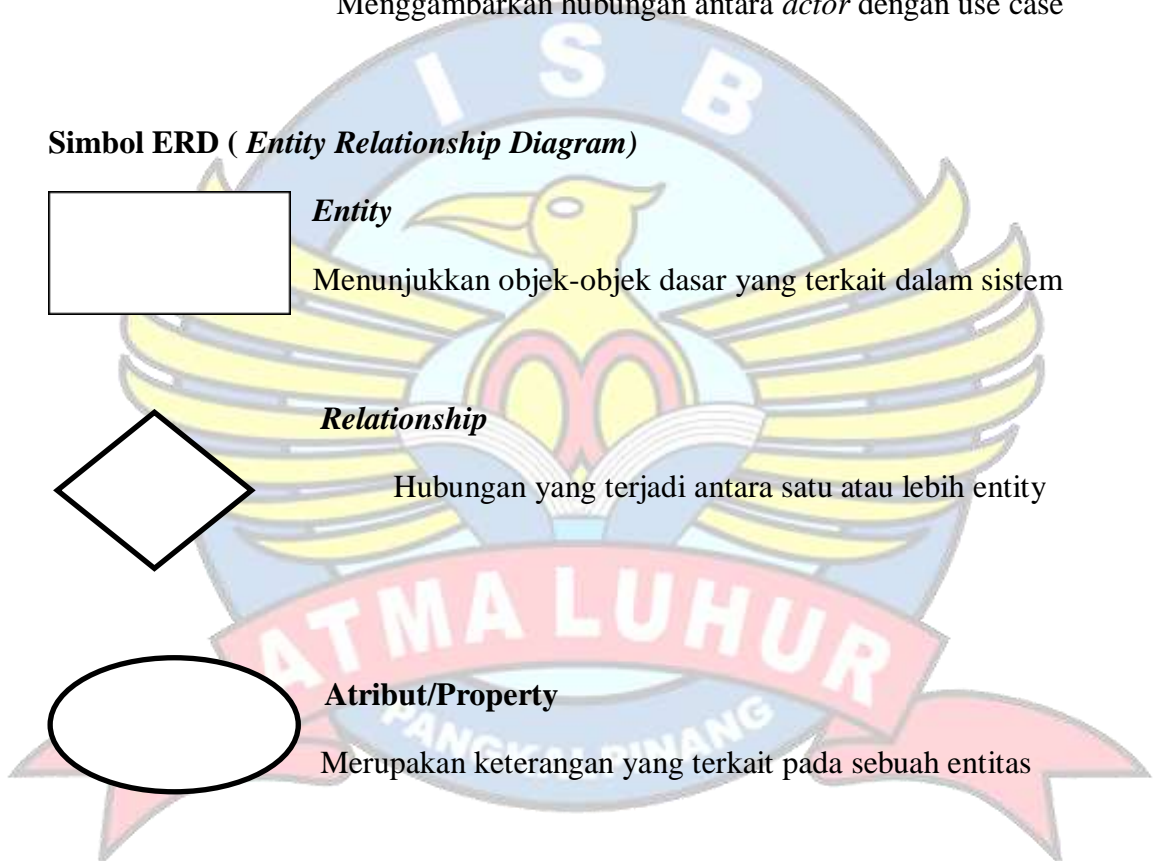 Menggambarkan hubungan antara actor dengan use case
I S B
Simbol ERD ( Entity Relationship Diagram)
Entity
Menunjukkan objek-objek dasar yang terkait dalam sistem
Relationship
Hubungan yang terjadi antara satu atau lebih entity
ATMA LUHUR
Atribut/Property
PANGKALPINANG
Merupakan keterangan yang terkait pada sebuah entitas